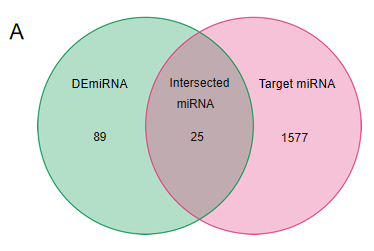 A
DEmiRNA
Intersected
miRNA
Target miRNA
89
25
1577